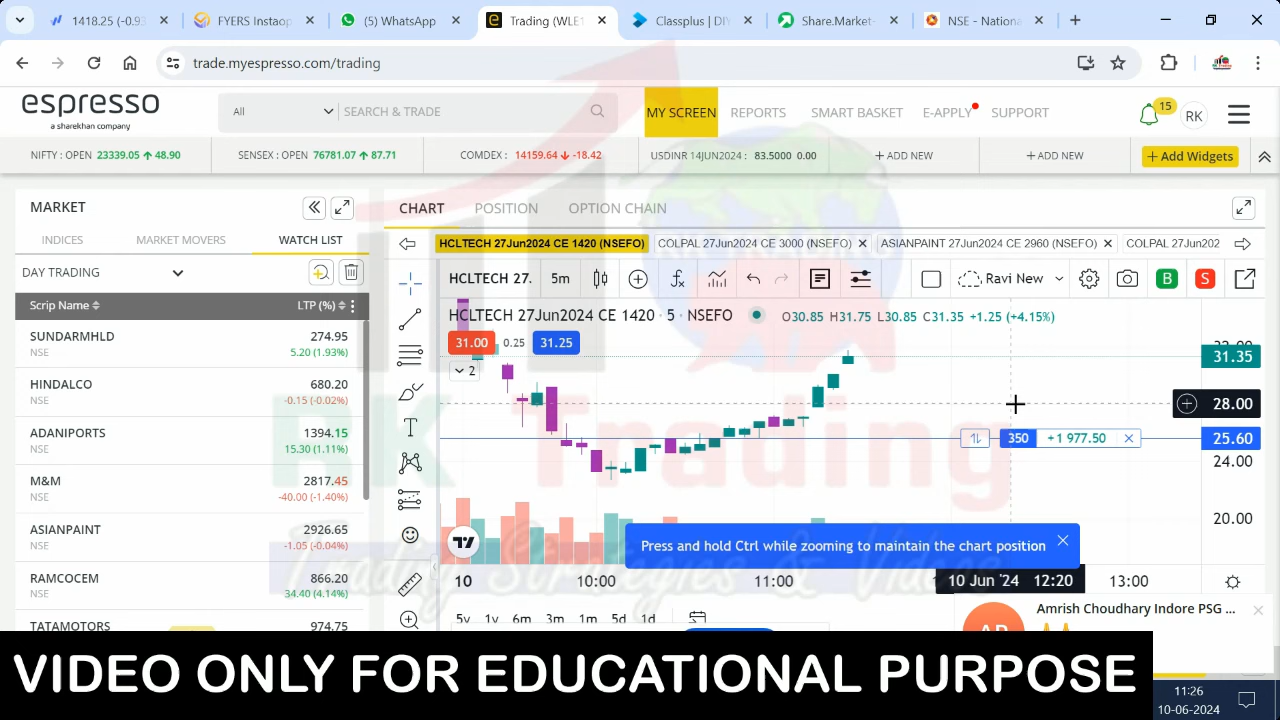 1418.25 (-0.93
FYERS Instaop
(5) WhatsApp
Trading (WLE1
Classplus | DIY
Share.Market-
NSE - Nationa
trade.myespresso.com/trading
espresso
a sharekhan company
All
SEARCH & TRADE
MY SCREEN
REPORTS
SMART BASKET
E-APPLY
SUPPORT
15
RK
NIFTY : OPEN 23339.05 48.90
SENSEX : OPEN 76781.07 87.71
COMDEX : 14159.64 -18.42
USDINR 14JUN2024 : 83.5000 0.00
+ ADD NEW
+ ADD NEW
+ Add Widgets
MARKET
INDICES
MARKET MOVERS
WATCH LIST
DAY TRADING
Scrip Name
LTP (%)
SUNDARMHLD 274.95
NSE 5.20 (1.93%)
HINDALCO 680.20
NSE -0.15 (-0.02%)
ADANIPORTS 1394.15
NSE 15.30 (1.11%)
M&M 2817.45
NSE -40.00 (-1.40%)
ASIANPAINT 2926.65
NSE -1.05 (-0.04%)
RAMCOCEM 866.20
NSE 34.40 (4.14%)
TATAMOTORS 974.75
CHART
POSITION
OPTION CHAIN
HCLTECH 27Jun2024 CE 1420 (NSEFO)
COLPAL 27Jun2024 CE 3000 (NSEFO)
ASIANPAINT 27Jun2024 CE 2960 (NSEFO)
COLPAL 27Jun202
HCLTECH 27.
5m
Ravi New
B
S
HCLTECH 27Jun2024 CE 1420 · 5 · NSEFO
O30.85 H31.75 L30.85 C31.35 +1.25 (+4.15%)
31.00
0.25
31.25
2
31.35
28.00
350
+1 977.50
25.60
24.00
20.00
RK Trading
Press and hold Ctrl while zooming to maintain the chart position
10
10:00
11:00
10 Jun '24 12:20
13:00
5y 1y 6m 3m 1m 5d 1d
Amrish Choudhary Indore PSG ...
VIDEO ONLY FOR EDUCATIONAL PURPOSE
11:26
10-06-2024